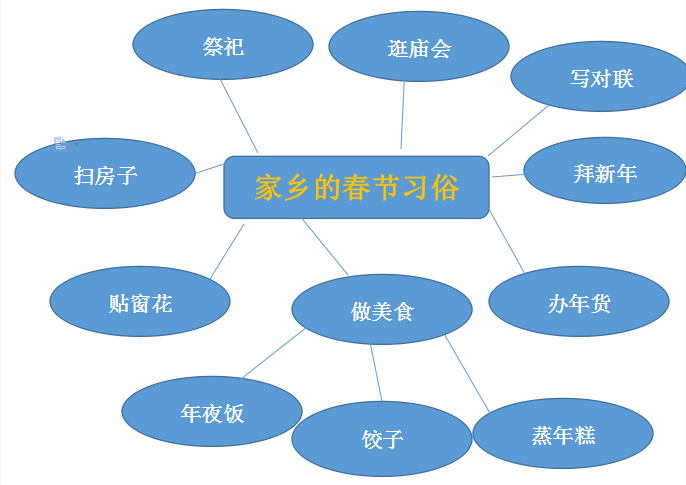 祭祀
逛庙会
写对联
扫房子
家乡的春节习俗
拜新年
贴窗花
做美食
办年货
年夜饭
饺子
蒸年糕